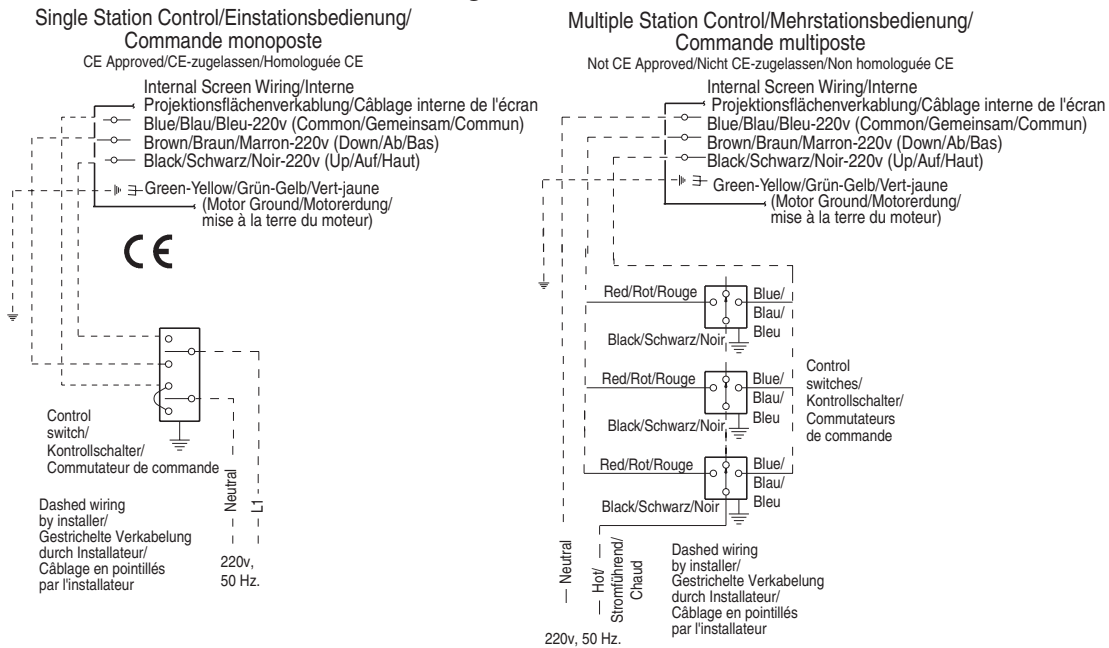 Single Station Control/Einstationsbedienung/
Commande monoposte
CE Approved/CE-zugelassen/Homologuée CE
Internal Screen Wiring/Interne
Projektionsflächenverkablung/Câblage interne de l'écran
Blue/Blau/Bleu-220v (Common/Gemeinsam/Commun)
Brown/Braun/Marron-220v (Down/Ab/Bas)
Black/Schwarz/Noir-220v (Up/Auf/Haut)
Green-Yellow/Grün-Gelb/Vert-jaune
(Motor Ground/Motorerdung/
mise à la terre du moteur)
CE
Control
switch/
Kontrollschalter/
Commutateur de commande
Neutral
L1
Dashed wiring
by installer/
Gestrichelte Verkabelung
durch Installateur/
Câblage en pointillés
par l'installateur
220v,
50 Hz.
Multiple Station Control/Mehrstationsbedienung/
Commande multiposte
Not CE Approved/Nicht CE-zugelassen/Non homologuée CE
Internal Screen Wiring/Interne
Projektionsflächenverkablung/Câblage interne de l'écran
Blue/Blau/Bleu-220v (Common/Gemeinsam/Commun)
Brown/Braun/Marron-220v (Down/Ab/Bas)
Black/Schwarz/Noir-220v (Up/Auf/Haut)
Green-Yellow/Grün-Gelb/Vert-jaune
(Motor Ground/Motorerdung/
mise à la terre du moteur)
Red/Rot/Rouge
Blue/
Blau/
Bleu
Black/Schwarz/Noir
Red/Rot/Rouge
Blue/
Blau/
Bleu
Black/Schwarz/Noir
Red/Rot/Rouge
Blue/
Blau/
Bleu
Black/Schwarz/Noir
Control
switches/
Kontrollschalter/
Commutateurs
de commande
Neutral
Hot/
Stromführend/
Chaud
Dashed wiring
by installer/
Gestrichelte Verkabelung
durch Installateur/
Câblage en pointillés
par l'installateur
220v, 50 Hz.